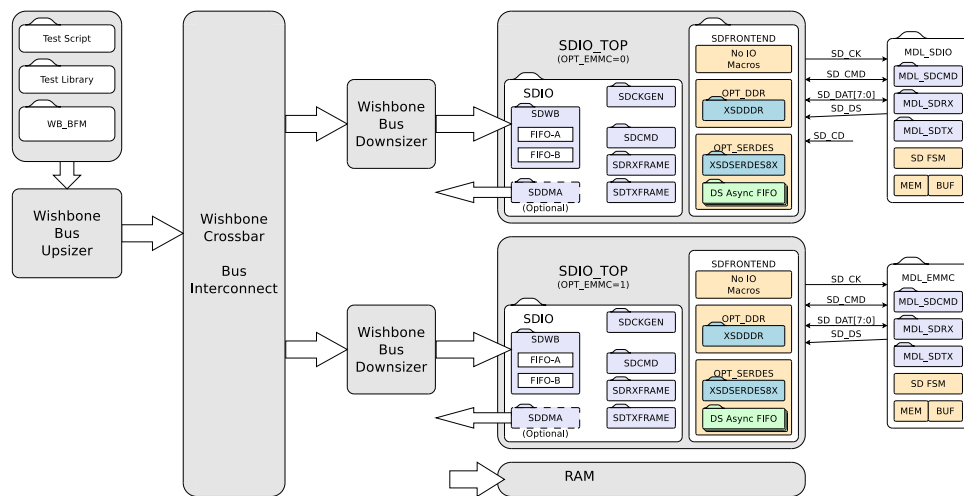 Test Script
Test Library
WB_BFM
Wishbone
Bus
Upsizer
Wishbone
Crossbar
Bus
Interconnect
Wishbone
Bus
Downsizer
SDIO_TOP
(OPT_EMMC=0)
SDIO
SDWB
FIFO-A
FIFO-B
SDDMA
(Optional)
SDCKGEN
SDCMD
SDRXFRAME
SDTXFRAME
SDFRONTEND
No IO
Macros
OPT_DDR
XSDDDR
OPT_SERDES
XSDSERDES8X
DS Async FIFO
SD_CK
SD_CMD
SD_DAT[7:0]
SD_DS
SD_CD
MDL_SDIO
MDL_SDCMD
MDL_SDRX
MDL_SDTX
SD FSM
MEM
BUF
Wishbone
Bus
Downsizer
SDIO_TOP
(OPT_EMMC=1)
SDIO
SDWB
FIFO-A
FIFO-B
SDDMA
(Optional)
SDCKGEN
SDCMD
SDRXFRAME
SDTXFRAME
SDFRONTEND
No IO
Macros
OPT_DDR
XSDDDR
OPT_SERDES
XSDSERDES8X
DS Async FIFO
SD_CK
SD_CMD
SD_DAT[7:0]
SD_DS
MDL_EMMC
MDL_SDCMD
MDL_SDRX
MDL_SDTX
SD FSM
MEM
BUF
RAM